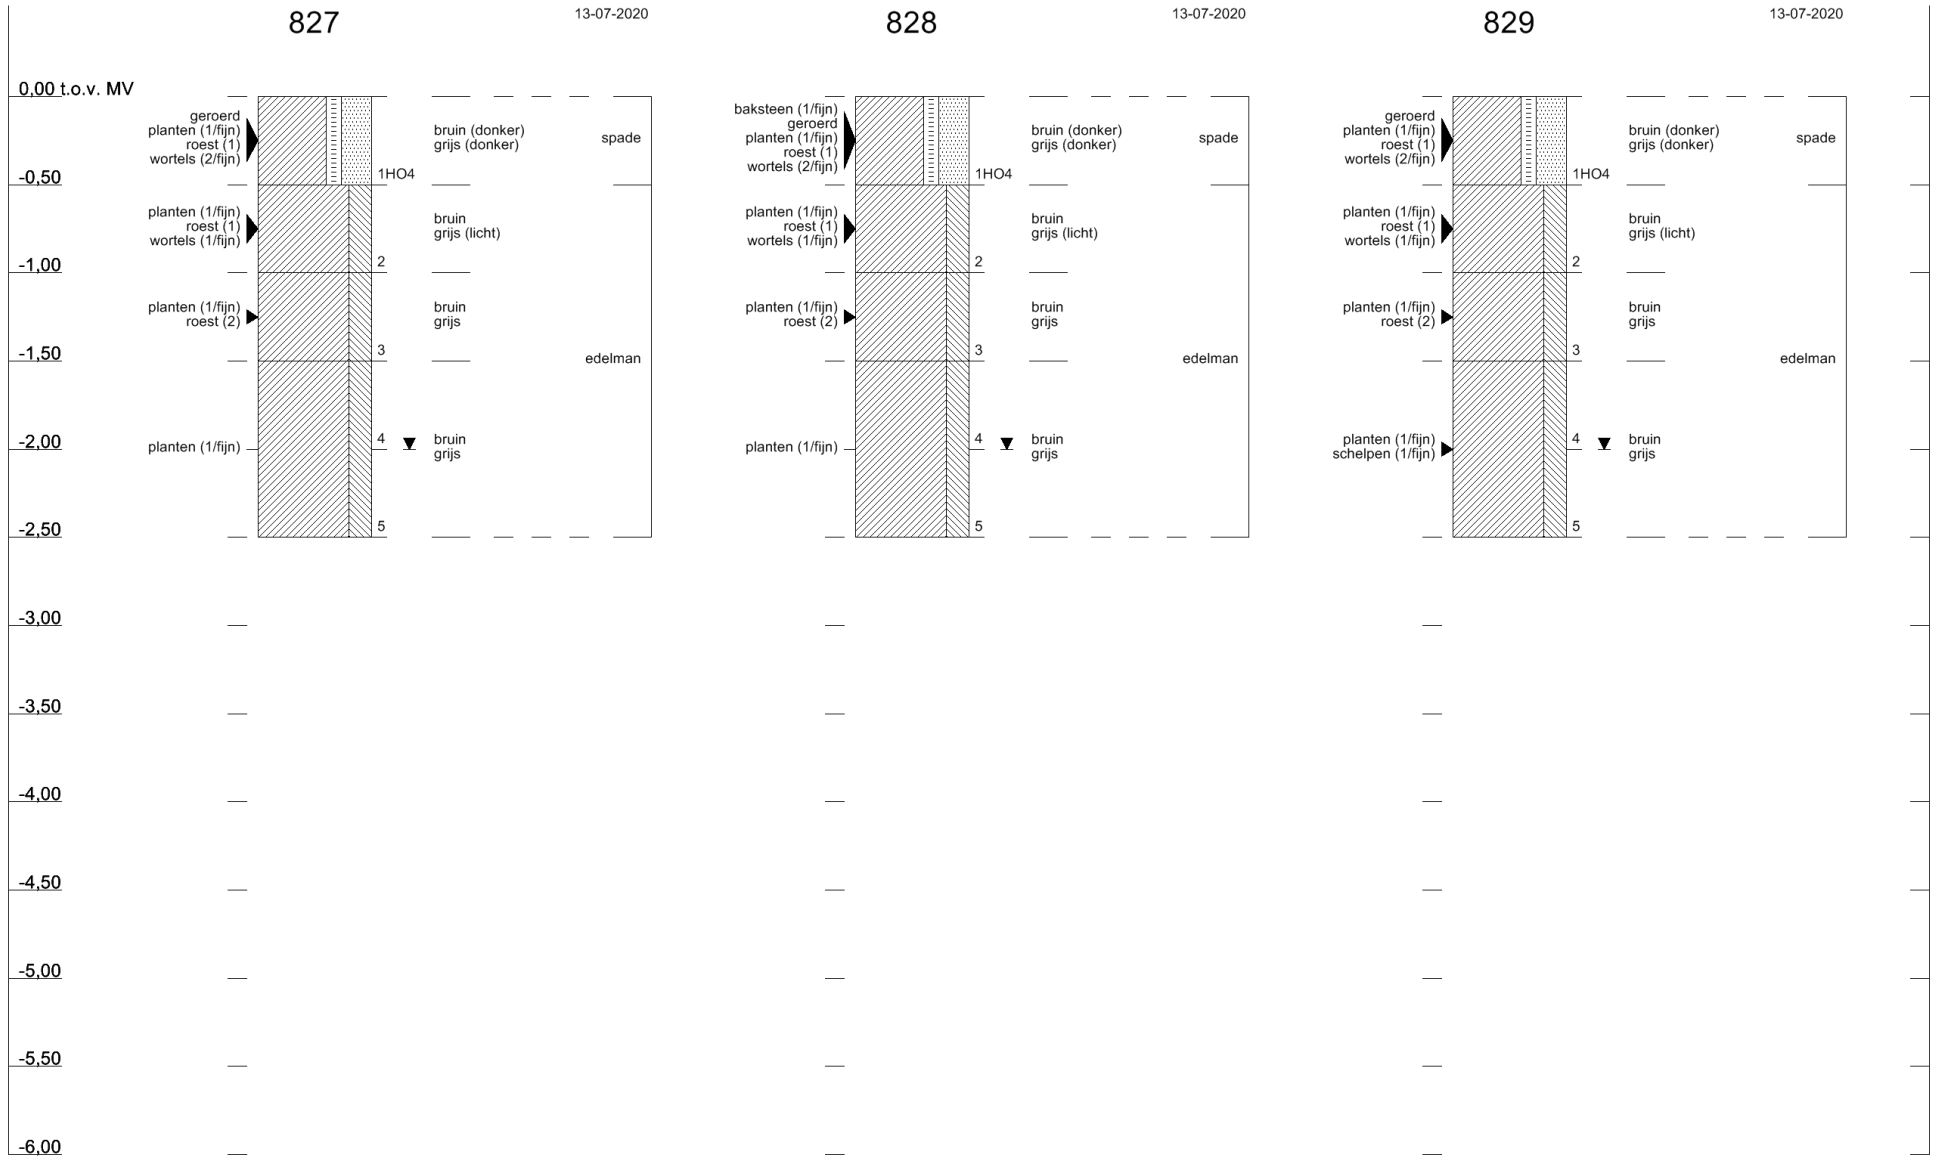 827
13-07-2020
828
13-07-2020
829
13-07-2020
0,00 t.o.v. MV
-0,50
-1,00
-1,50
-2,00
-2,50
-3,00
-3,50
-4,00
-4,50
-5,00
-5,50
-6,00
geroerd
planten (1/fijn)
roest (1)
wortels (2/fijn)
1HO4
bruin (donker)
grijs (donker)
spade
planten (1/fijn)
roest (1)
wortels (1/fijn)
2
bruin
grijs (licht)
planten (1/fijn)
roest (2)
3
bruin
grijs
edelman
planten (1/fijn)
4
bruin
grijs
5
baksteen (1/fijn)
geroerd
planten (1/fijn)
roest (1)
wortels (2/fijn)
1HO4
bruin (donker)
grijs (donker)
spade
planten (1/fijn)
roest (1)
wortels (1/fijn)
2
bruin
grijs (licht)
planten (1/fijn)
roest (2)
3
bruin
grijs
edelman
planten (1/fijn)
4
bruin
grijs
5
geroerd
planten (1/fijn)
roest (1)
wortels (2/fijn)
1HO4
bruin (donker)
grijs (donker)
spade
planten (1/fijn)
roest (1)
wortels (1/fijn)
2
bruin
grijs (licht)
planten (1/fijn)
roest (2)
3
bruin
grijs
edelman
planten (1/fijn)
schelpen (1/fijn)
4
bruin
grijs
5